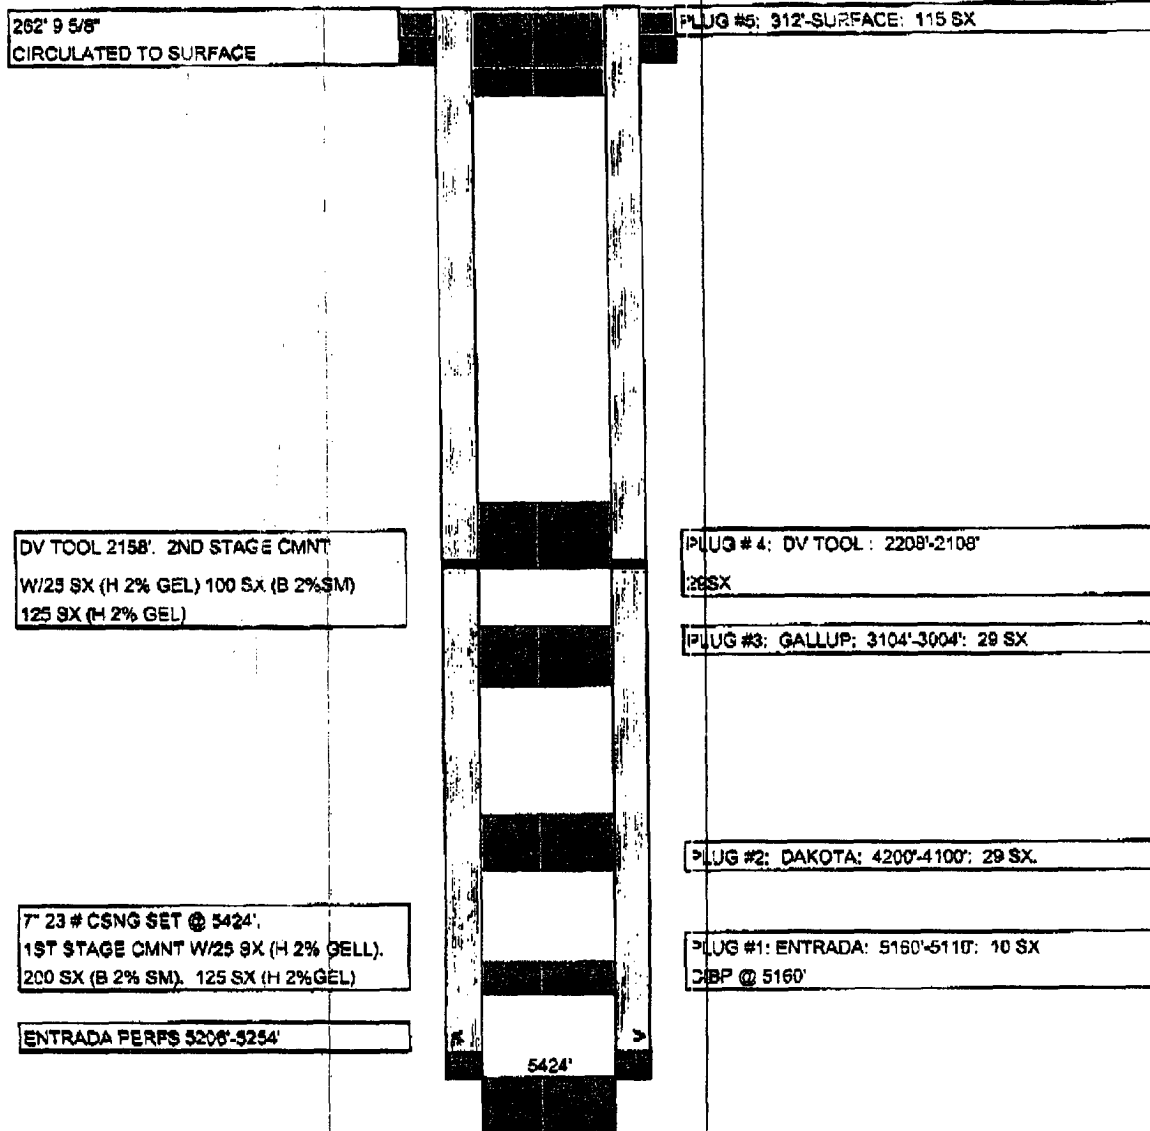 262' 9 5/8"
CIRCULATED TO SURFACE
PLUG #5: 312'-SURFACE: 115 SX
DV TOOL 2158'. 2ND STAGE CMNT
W/25 SX (H 2% GEL) 100 SX (B 2%SM)
125 SX (H 2% GEL)
PLUG # 4: DV TOOL : 2208'-2108'
29SX
PLUG #3: GALLUP: 3104'-3004': 29 SX
PLUG #2: DAKOTA: 4200'-4100': 29 SX.
7" 23 # CSNG SET @ 5424'.
1ST STAGE CMNT W/25 SX (H 2% GELL).
200 SX (B 2% SM). 125 SX (H 2%GEL)
PLUG #1: ENTRADA: 5160'-5110': 10 SX
CIBP @ 5160'
ENTRADA PERFS 5206'-5254'
5424'